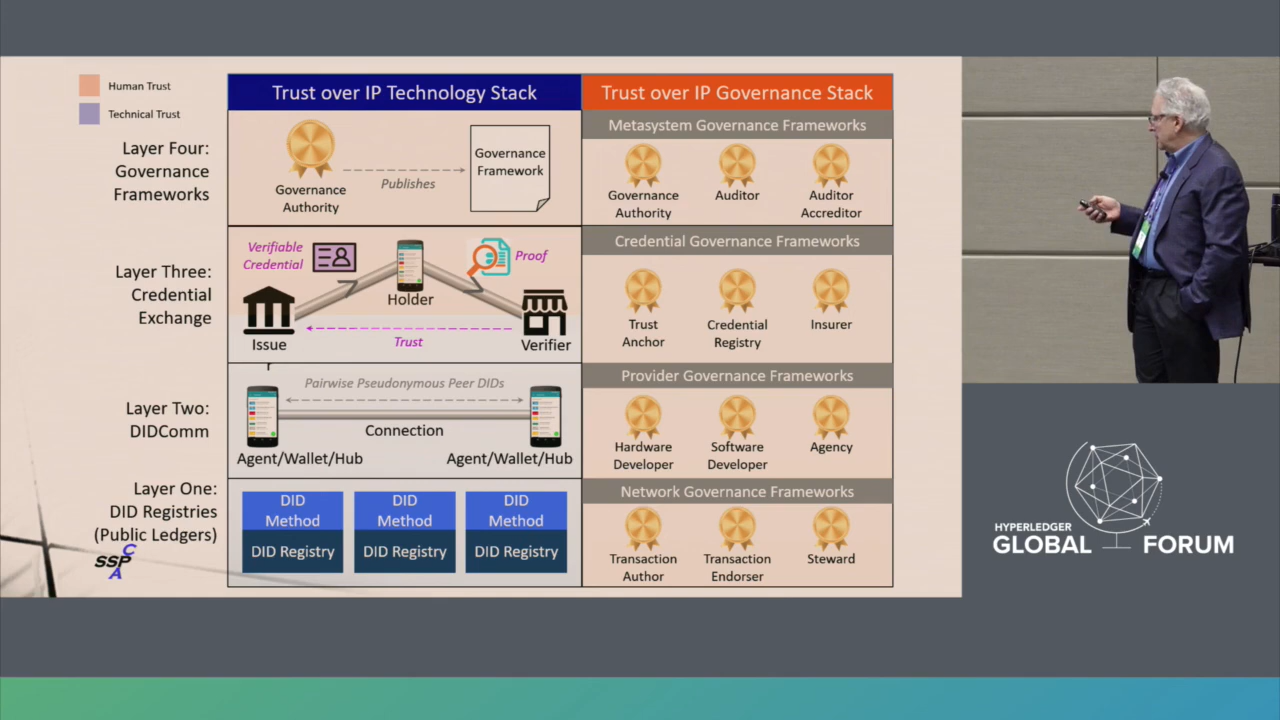 Human Trust
Technical Trust
Trust over IP Technology Stack
Trust over IP Governance Stack
Layer Four:
Governance
Frameworks
Governance
Authority
Publishes
Governance
Framework
Metasystem Governance Frameworks
Governance
Authority
Auditor
Auditor
Accreditor
Layer Three:
Credential
Exchange
Verifiable
Credential
Holder
Proof
Issue
r
Trust
Verifier
Credential Governance Frameworks
Trust
Anchor
Credential
Registry
Insurer
Layer Two:
DIDComm
Pairwise Pseudonymous Peer DIDs
Connection
Agent/Wallet/Hub
Agent/Wallet/Hub
Provider Governance Frameworks
Hardware
Developer
Software
Developer
Agency
Layer One:
DID Registries
(Public Ledgers)
DID
Method
DID Registry
DID
Method
DID Registry
DID
Method
DID Registry
Network Governance Frameworks
Transaction
Author
Transaction
Endorser
Steward
C
SSP
A
HYPERLEDGER
GLOBAL FORUM